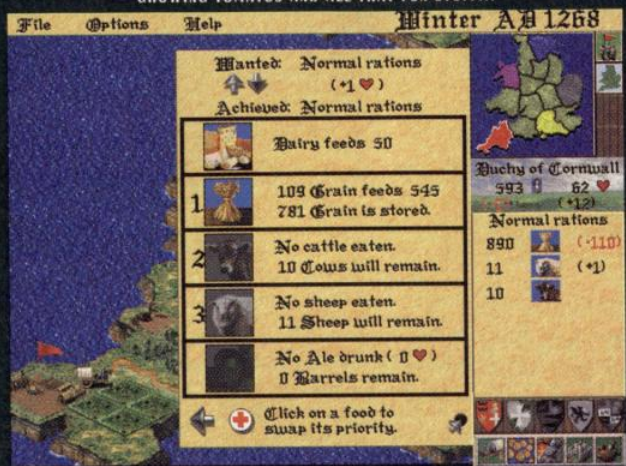 File Options Help Winter AD 1268
Wanted: Normal rations
(+1 ♥)
Achieved: Normal rations
Dairy feeds 50
1 109 Grain feeds 545
781 Grain is stored.
2 No cattle eaten.
10 Cows will remain.
3 No sheep eaten.
11 Sheep will remain.
No Ale drunk ( 0 ♥)
0 Barrels remain.
Click on a food to
swap its priority.
Duchy of Cornwall
593 62 ♥
(+12)
Normal rations
890 (-110)
11 (+1)
10